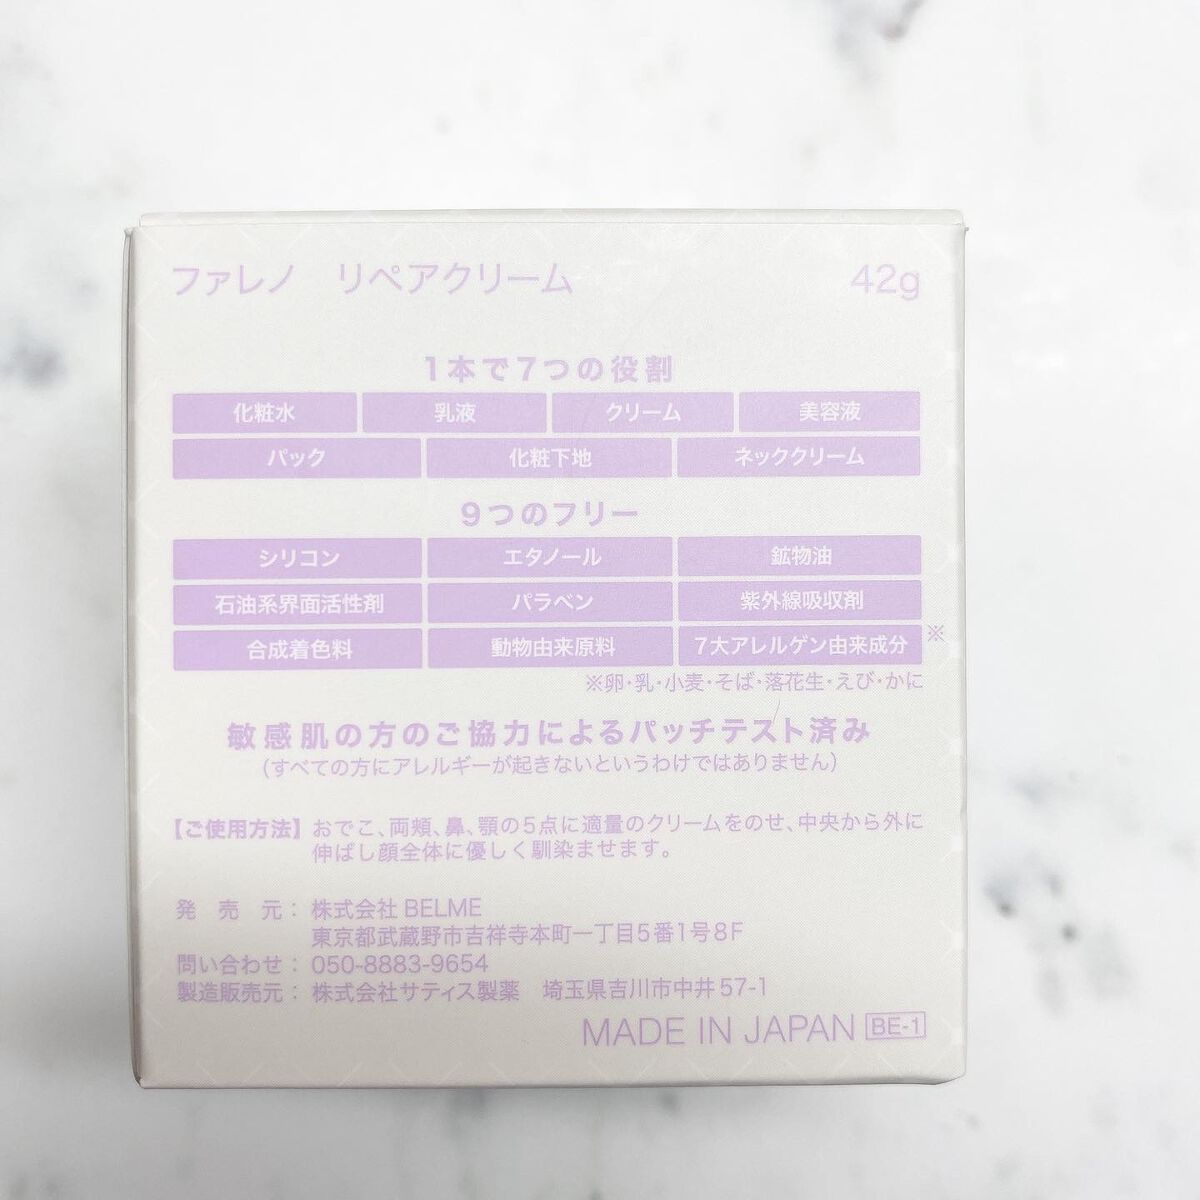 ファレノ　リペアクリーム　42g
1本で7つの役割
化粧水　乳液　クリーム　美容液
パック　化粧下地　ネッククリーム
9つのフリー
シリコン　エタノール　鉱物油
石油系界面活性剤　パラベン　紫外線吸収剤
合成着色料　動物由来原料　7大アレルゲン由来成分 ※
※卵・乳・小麦・そば・落花生・えび・かに
敏感肌の方のご協力によるパッチテスト済み
(すべての方にアレルギーが起きないというわけではありません)
【ご使用方法】おでこ、両頬、鼻、顎の5点に適量のクリームをのせ、中央から外に
伸ばし顔全体に優しく馴染ませます。
発　売　元：株式会社BELME
東京都武蔵野市吉祥寺本町一丁目5番1号8F
問い合わせ：050-8883-9654
製造販売元：株式会社サティス製薬　埼玉県吉川市中井57-1
MADE IN JAPAN BE-1